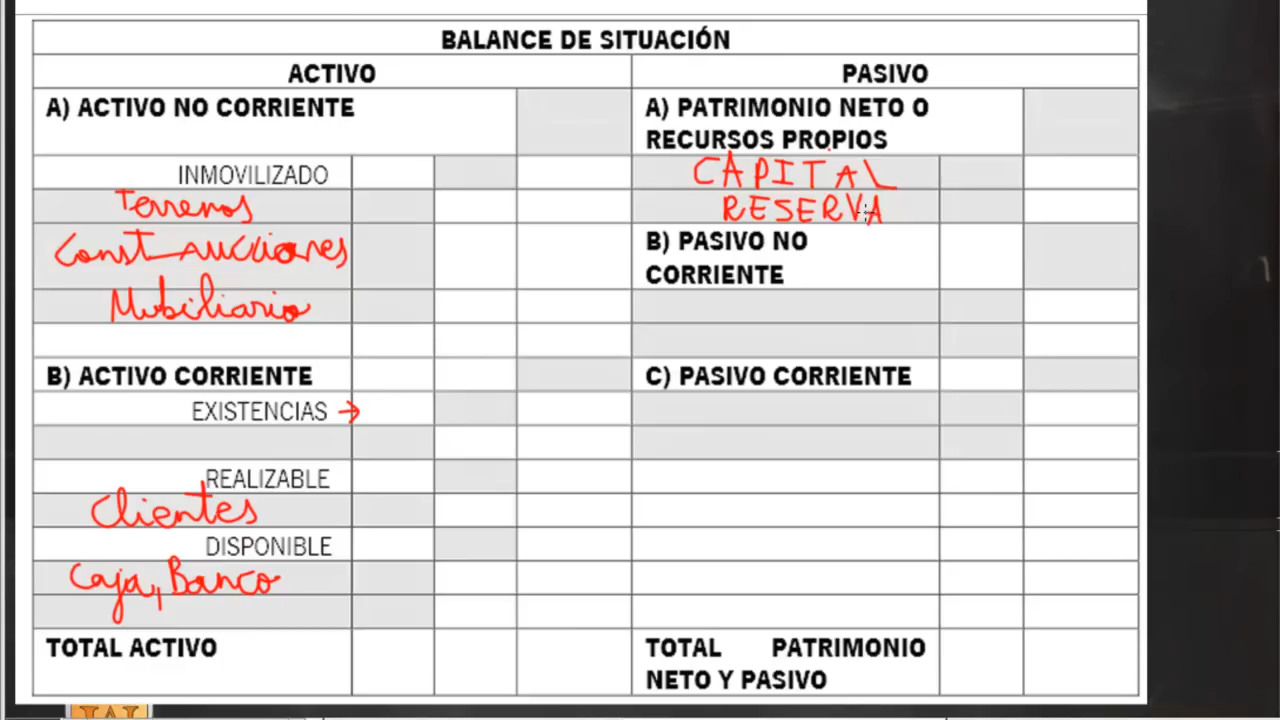 BALANCE DE SITUACIÓN
ACTIVO
PASIVO
A) ACTIVO NO CORRIENTE
A) PATRIMONIO NETO O
RECURSOS PROPIOS
INMOVILIZADO
CAPITAL
Terrenos
RESERVA
Construcciones
B) PASIVO NO
CORRIENTE
Mobiliario
B) ACTIVO CORRIENTE
C) PASIVO CORRIENTE
EXISTENCIAS →
REALIZABLE
Clientes
DISPONIBLE
Caja, Banco
TOTAL ACTIVO
TOTAL PATRIMONIO
NETO Y PASIVO